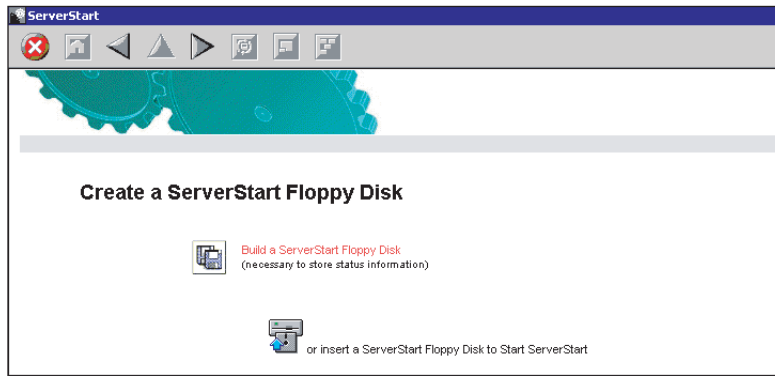 ServerStart
Create a ServerStart Floppy Disk
Build a ServerStart Floppy Disk
(necessary to store status information)
or insert a ServerStart Floppy Disk to Start ServerStart